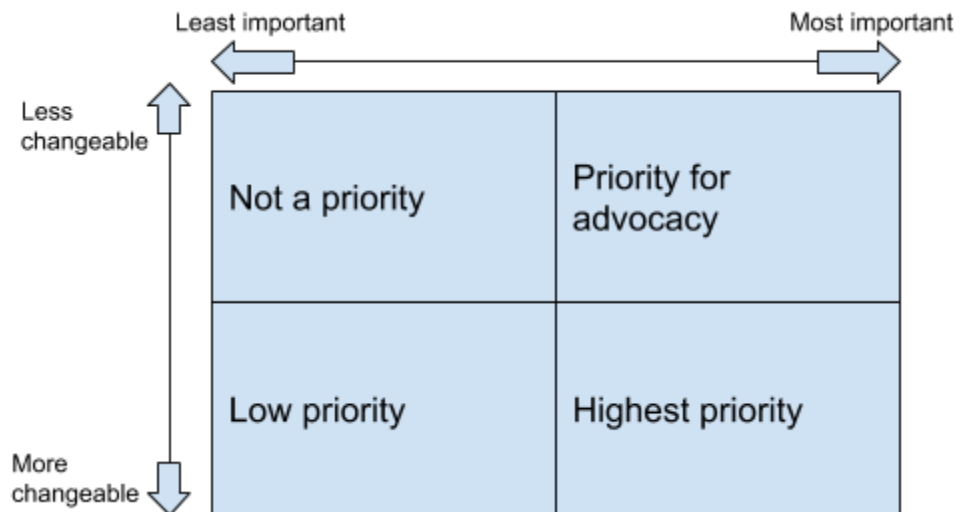 Least important
Most important
Less
changeable
Not a priority
Priority for
advocacy
Low priority
Highest priority
More
changeable